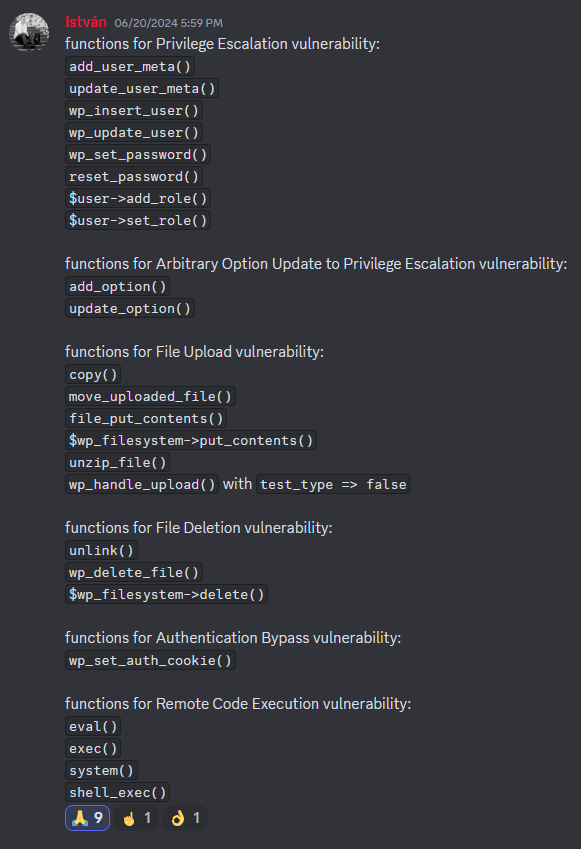 István 06/20/2024 5:59 PM
functions for Privilege Escalation vulnerability:
add_user_meta()
update_user_meta()
wp_insert_user()
wp_update_user()
wp_set_password()
reset_password()
$user->add_role()
$user->set_role()
functions for Arbitrary Option Update to Privilege Escalation vulnerability:
add_option()
update_option()
functions for File Upload vulnerability:
copy()
move_uploaded_file()
file_put_contents()
$wp_filesystem->put_contents()
unzip_file()
wp_handle_upload() with test_type => false
functions for File Deletion vulnerability:
unlink()
wp_delete_file()
$wp_filesystem->delete()
functions for Authentication Bypass vulnerability:
wp_set_auth_cookie()
functions for Remote Code Execution vulnerability:
eval()
exec()
system()
shell_exec()
🙏 9 ☝ 1 👌 1